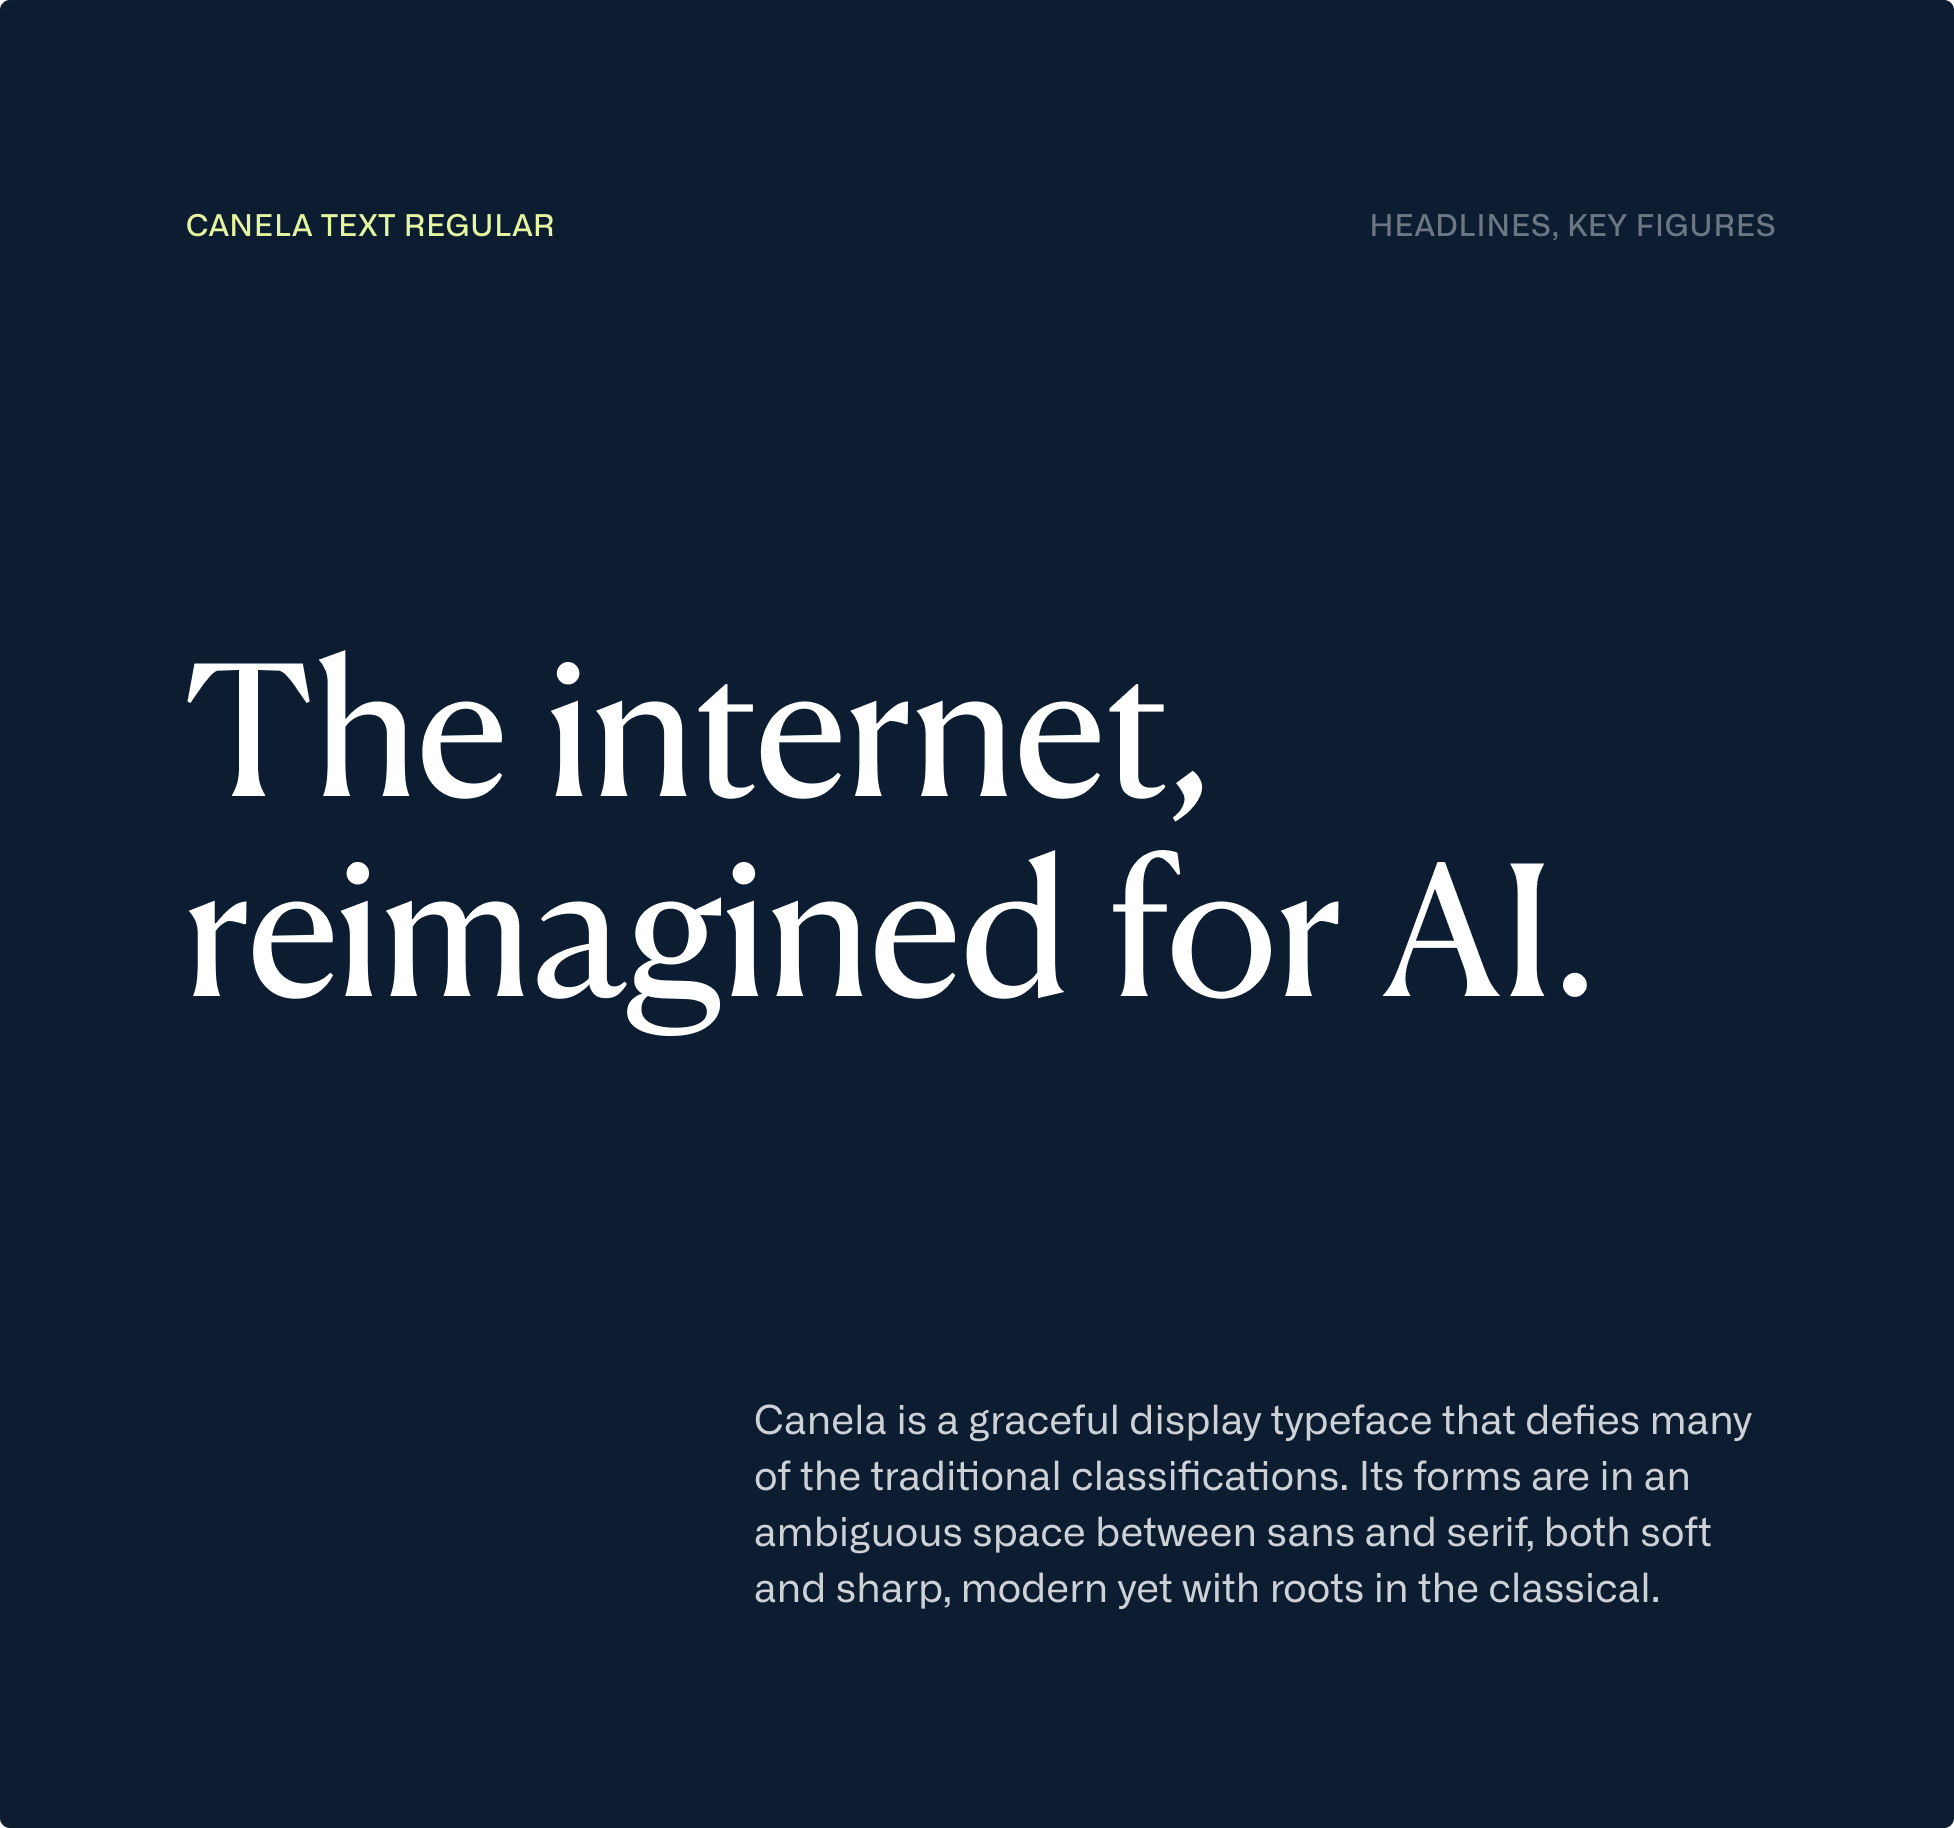 CANELA TEXT REGULAR
HEADLINES, KEY FIGURES
The internet,
reimagined for AI.
Canela is a graceful display typeface that defies many
of the traditional classifications. Its forms are in an
ambiguous space between sans and serif, both soft
and sharp, modern yet with roots in the classical.